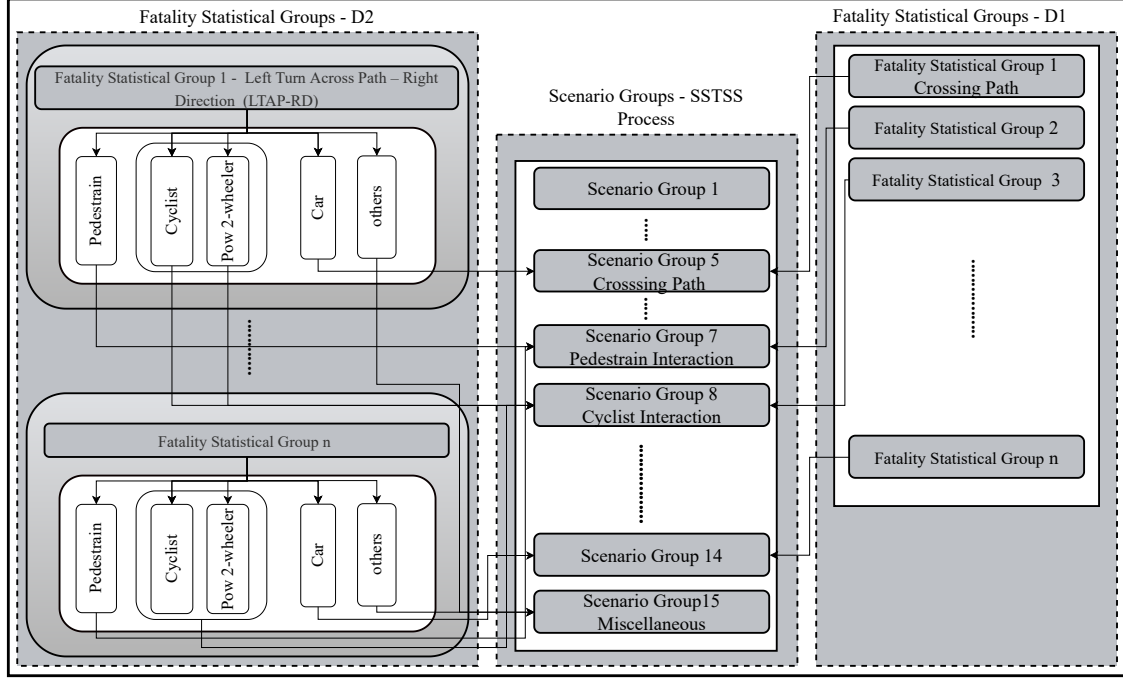 Fatality Statistical Groups - D2
Fatality Statistical Group 1 - Left Turn Across Path – Right
Direction (LTAP-RD)
Pedestrain
Cyclist
Pow 2-wheeler
Car
others
Fatality Statistical Group n
Pedestrain
Cyclist
Pow 2-wheeler
Car
others
Scenario Groups - SSTSS
Process
Scenario Group 1
Scenario Group 5
Crosssing Path
Scenario Group 7
Pedestrain Interaction
Scenario Group 8
Cyclist Interaction
Scenario Group 14
Scenario Group15
Miscellaneous
Fatality Statistical Groups - D1
Fatality Statistical Group 1
Crossing Path
Fatality Statistical Group 2
Fatality Statistical Group 3
Fatality Statistical Group n